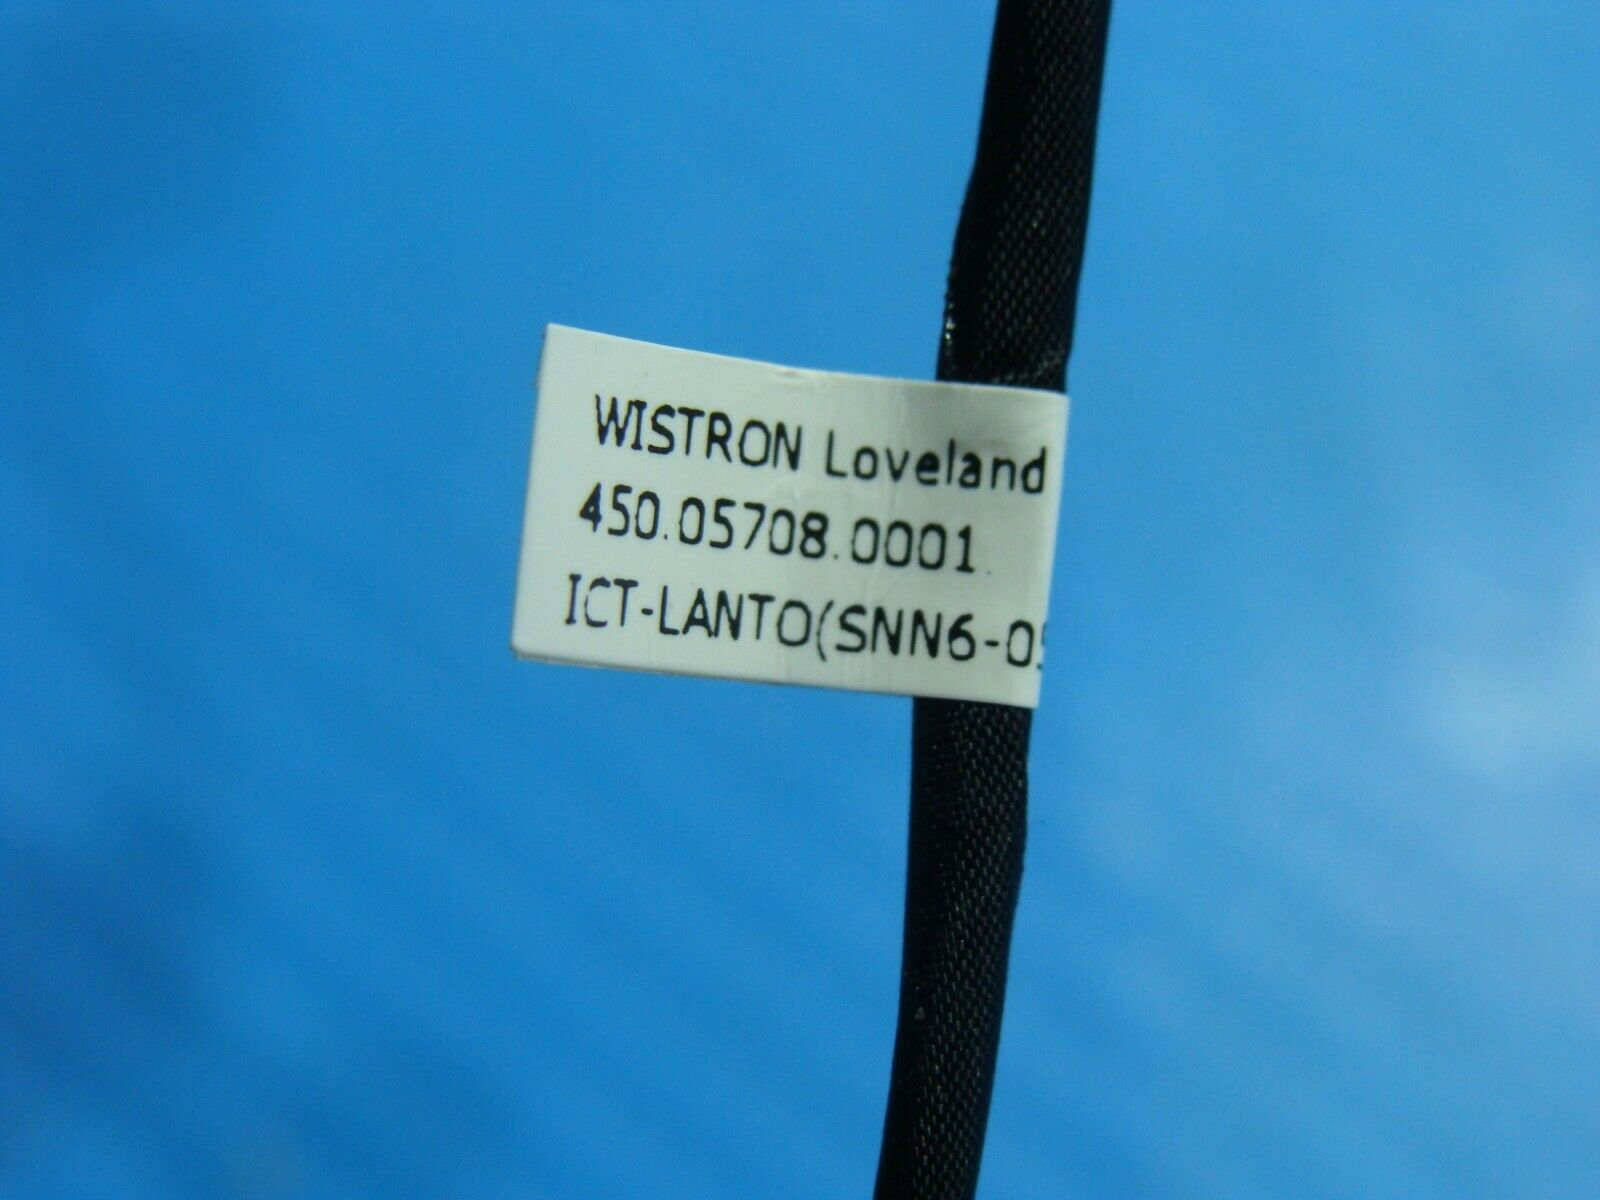 WISTRON Loveland
450.05708.0001
ICT-LANTO(SNN6-0